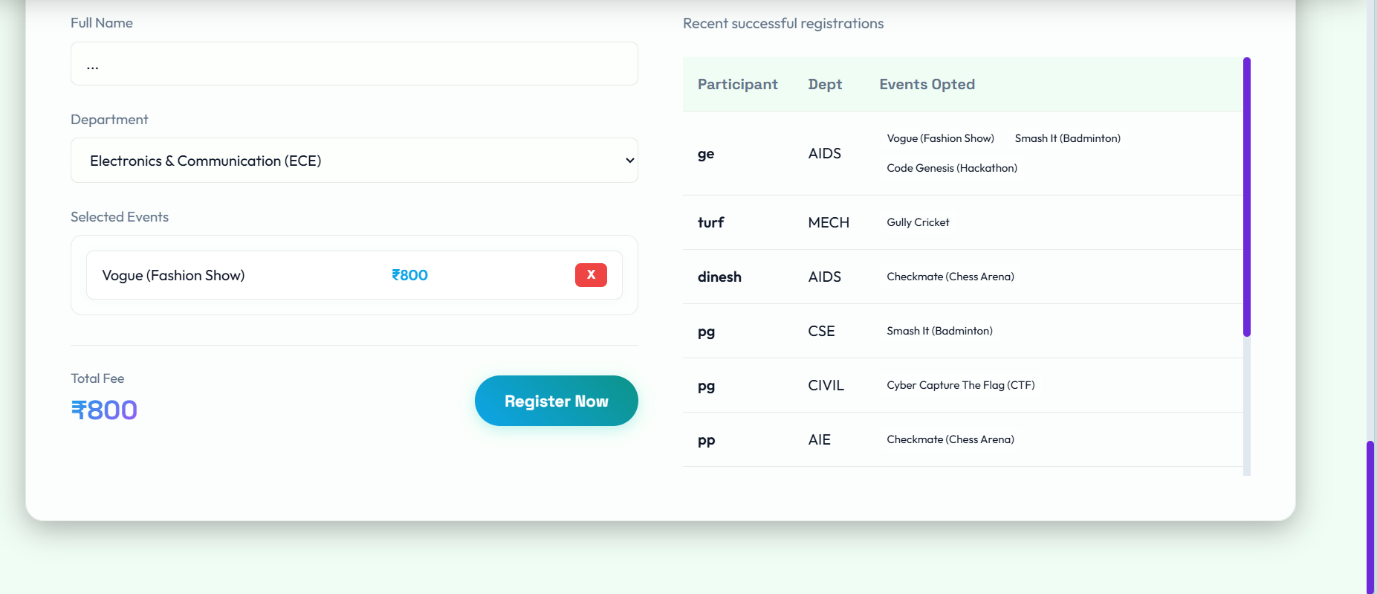 Full Name
...
Department
Electronics & Communication (ECE)
Selected Events
Vogue (Fashion Show) ₹800 X
Total Fee
₹800
Register Now
Recent successful registrations
Participant Dept Events Opted
ge AIDS Vogue (Fashion Show) Smash It (Badminton)
Code Genesis (Hackathon)
turf MECH Gully Cricket
dinesh AIDS Checkmate (Chess Arena)
pg CSE Smash It (Badminton)
pg CIVIL Cyber Capture The Flag (CTF)
pp AIE Checkmate (Chess Arena)